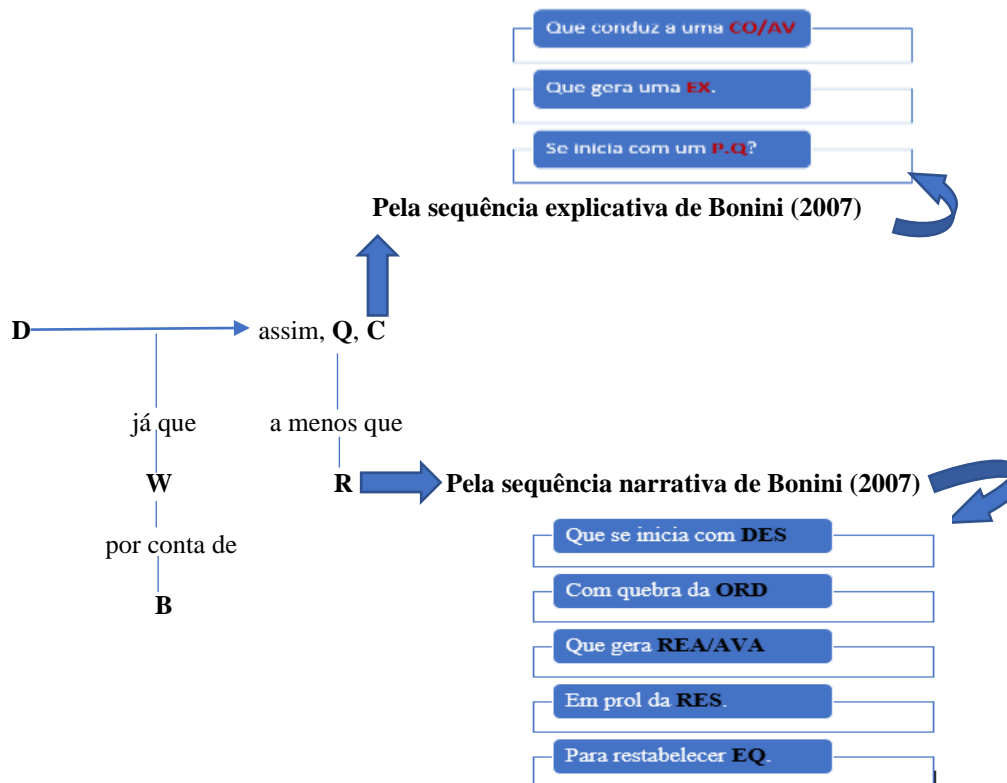 Que conduz a uma CO/AV
Que gera uma EX.
Se inicia com um P.Q?
Pela sequência explicativa de Bonini (2007)
D
assim, Q, C
já que
a menos que
W
R
Pela sequência narrativa de Bonini (2007)
por conta de
B
Que se inicia com DES
Com quebra da ORD
Que gera REA/AVA
Em prol da RES.
Para restabelecer EQ.